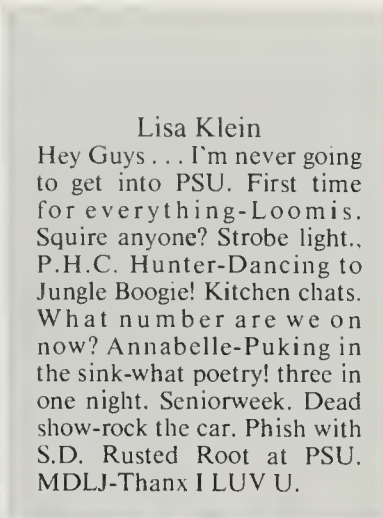 Lisa Klein
Hey Guys . . . I'm never going
to get into PSU. First time
for everything-Loomis.
Squire anyone? Strobe light.,
P.H.C. Hunter-Dancing to
Jungle Boogie! Kitchen chats.
What number are we on
now? Annabelle-Puking in
the sink-what poetry! three in
one night. Seniorweek. Dead
show-rock the car. Phish with
S.D. Rusted Root at PSU.
MDLJ-Thanx I LUV U.